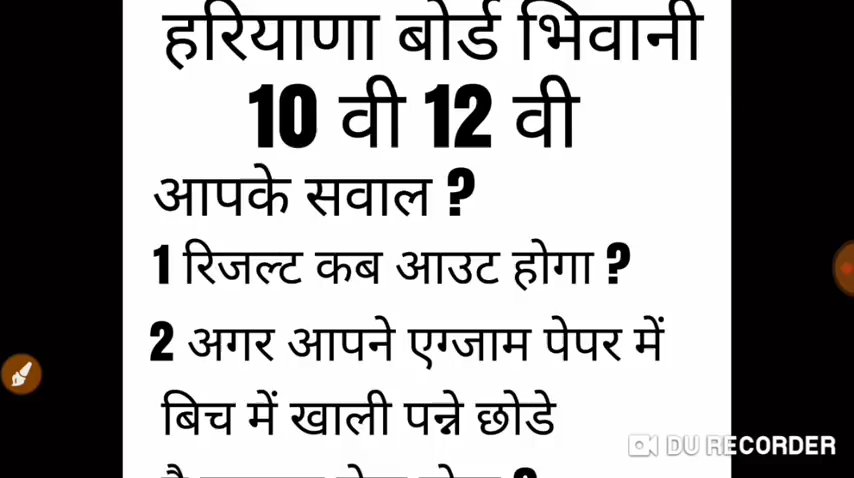 हरियाणा बोर्ड भिवानी
10 वी 12 वी
आपके सवाल ?
1 रिजल्ट कब आउट होगा ?
2 अगर आपने एग्जाम पेपर में
बिच में खाली पन्ने छोडे
?
DU RECORDER